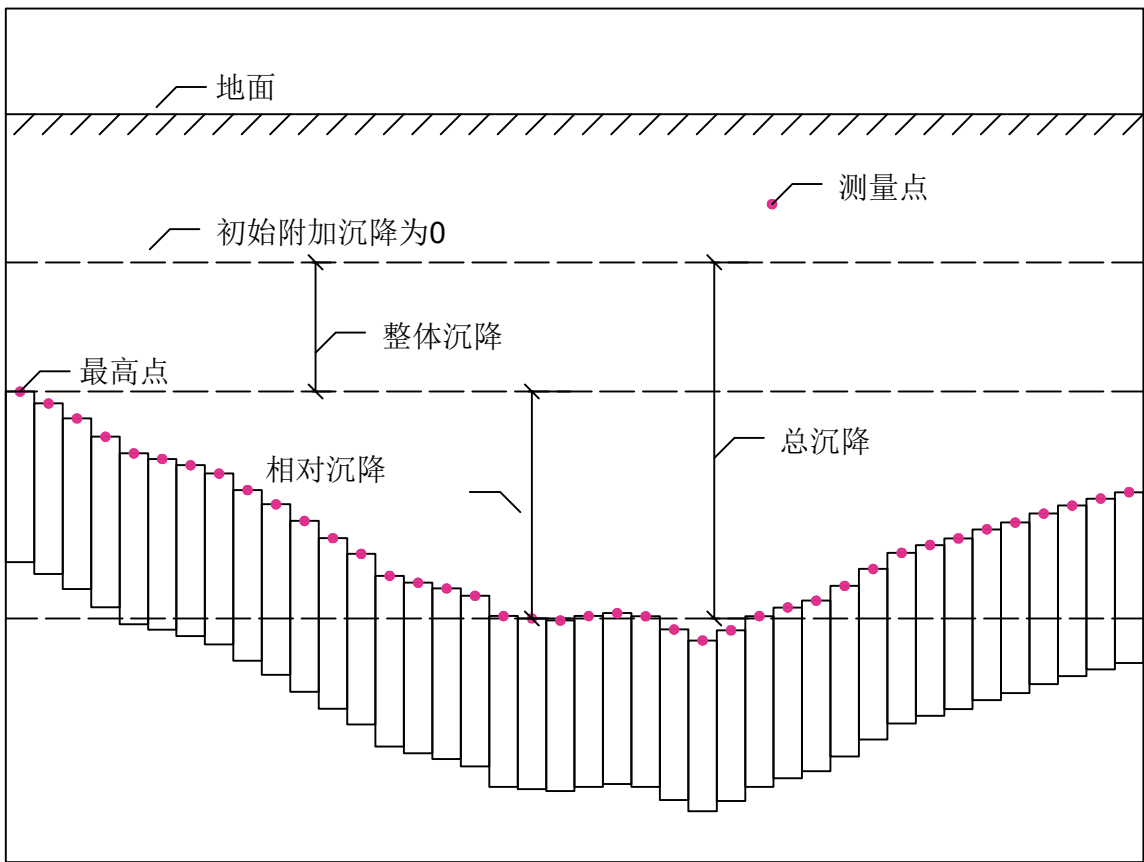 地面
测量点
初始附加沉降为0
整体沉降
最高点
总沉降
相对沉降